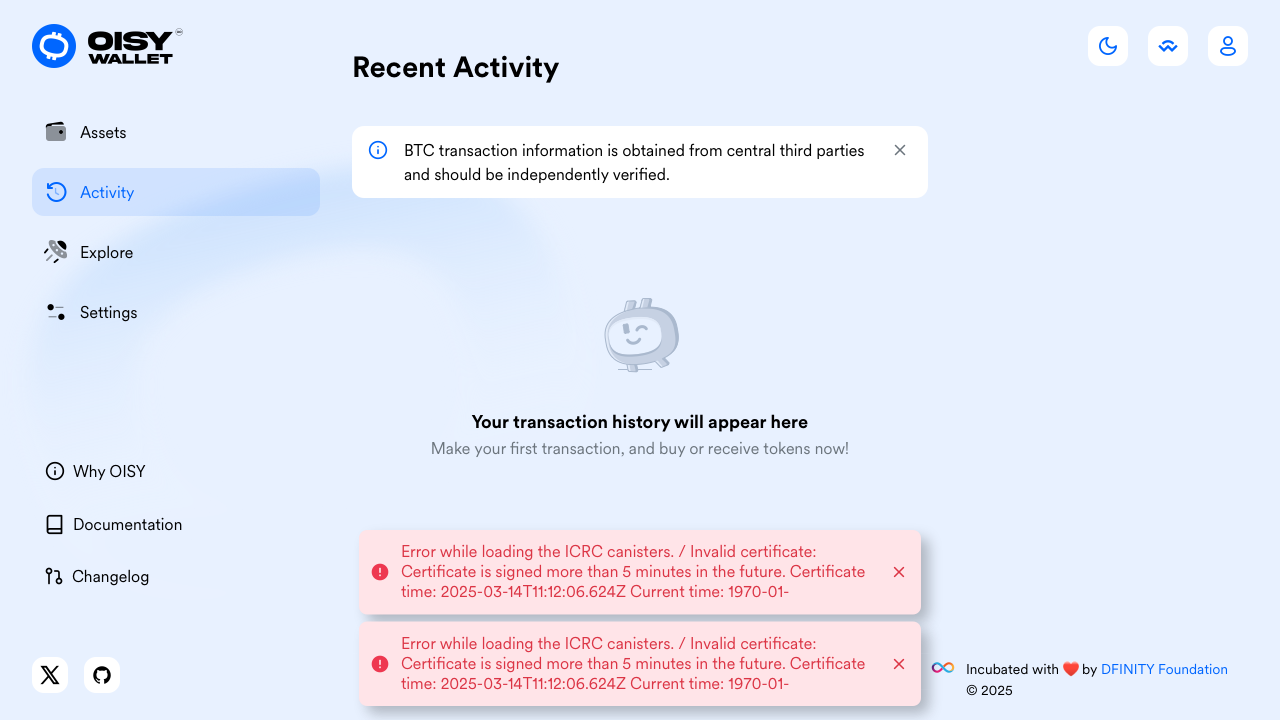 OISY
WALLET
Recent Activity
Assets
Activity
Explore
Settings
BTC transaction information is obtained from central third parties
and should be independently verified.
Your transaction history will appear here
Make your first transaction, and buy or receive tokens now!
Why OISY
Documentation
Changelog
Error while loading the ICRC canisters. / Invalid certificate:
Certificate is signed more than 5 minutes in the future. Certificate
time: 2025-03-14T11:12:06.624Z Current time: 1970-01-
Error while loading the ICRC canisters. / Invalid certificate:
Certificate is signed more than 5 minutes in the future. Certificate
time: 2025-03-14T11:12:06.624Z Current time: 1970-01-
Incubated with ❤️ by DFINITY Foundation
© 2025